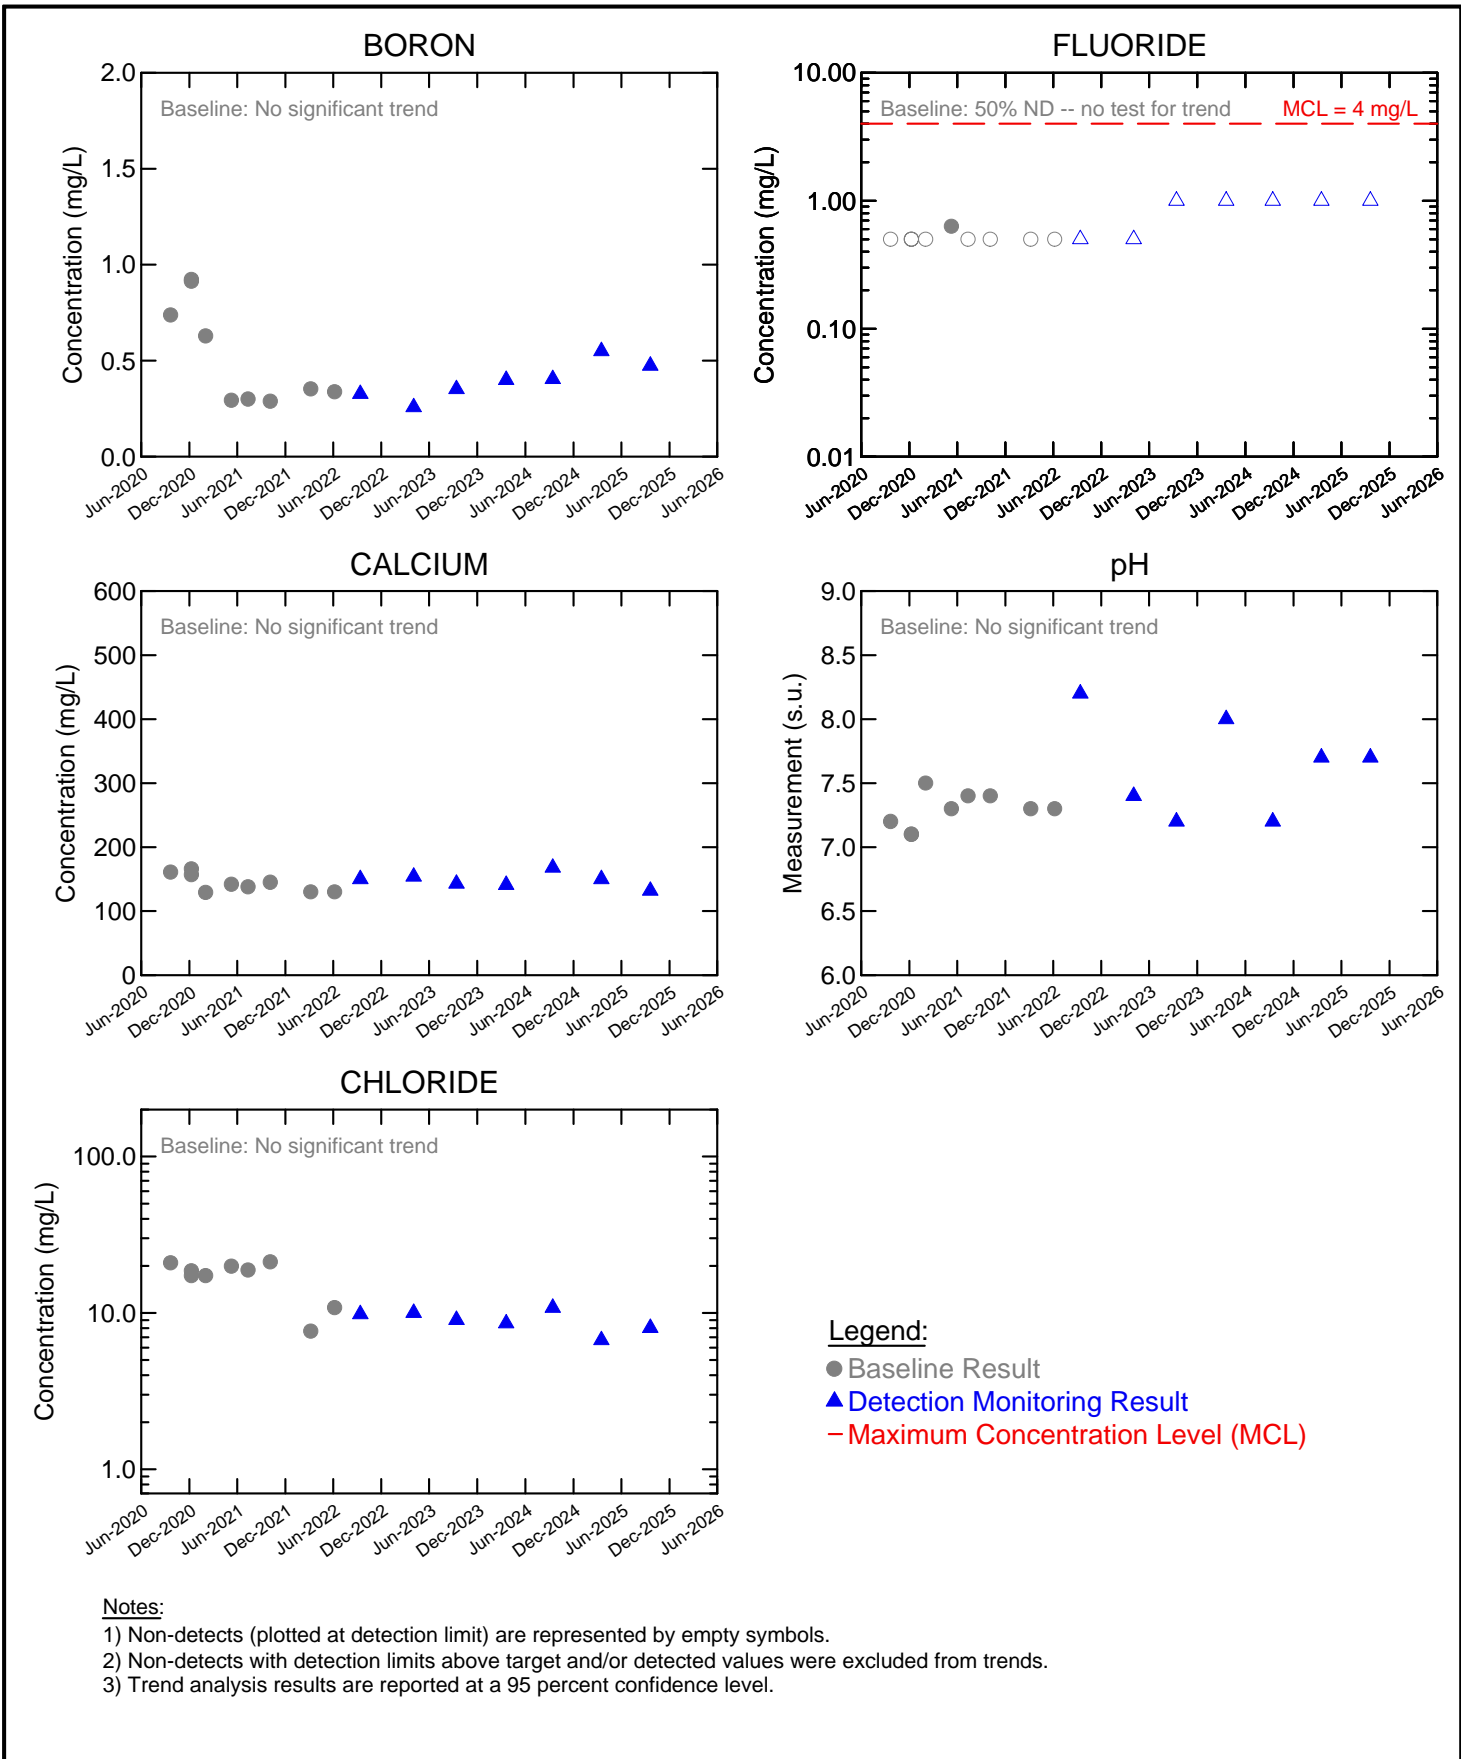 BORON
2.0
1.5
1.0
0.5
0.0
Concentration (mg/L)
Baseline: No significant trend
Jun-2020 Dec-2020 Jun-2021 Dec-2021 Jun-2022 Dec-2022 Jun-2023 Dec-2023 Jun-2024 Dec-2024 Jun-2025 Dec-2025 Jun-2026
FLUORIDE
10.00
1.00
0.10
0.01
Concentration (mg/L)
Baseline: 50% ND -- no test for trend MCL = 4 mg/L
Jun-2020 Dec-2020 Jun-2021 Dec-2021 Jun-2022 Dec-2022 Jun-2023 Dec-2023 Jun-2024 Dec-2024 Jun-2025 Dec-2025 Jun-2026
CALCIUM
600
500
400
300
200
100
0
Concentration (mg/L)
Baseline: No significant trend
Jun-2020 Dec-2020 Jun-2021 Dec-2021 Jun-2022 Dec-2022 Jun-2023 Dec-2023 Jun-2024 Dec-2024 Jun-2025 Dec-2025 Jun-2026
pH
9.0
8.5
8.0
7.5
7.0
6.5
6.0
Measurement (s.u.)
Baseline: No significant trend
Jun-2020 Dec-2020 Jun-2021 Dec-2021 Jun-2022 Dec-2022 Jun-2023 Dec-2023 Jun-2024 Dec-2024 Jun-2025 Dec-2025 Jun-2026
CHLORIDE
100.0
10.0
1.0
Concentration (mg/L)
Baseline: No significant trend
Jun-2020 Dec-2020 Jun-2021 Dec-2021 Jun-2022 Dec-2022 Jun-2023 Dec-2023 Jun-2024 Dec-2024 Jun-2025 Dec-2025 Jun-2026
Legend:
Baseline Result
Detection Monitoring Result
Maximum Concentration Level (MCL)
Notes:
1) Non-detects (plotted at detection limit) are represented by empty symbols.
2) Non-detects with detection limits above target and/or detected values were excluded from trends.
3) Trend analysis results are reported at a 95 percent confidence level.